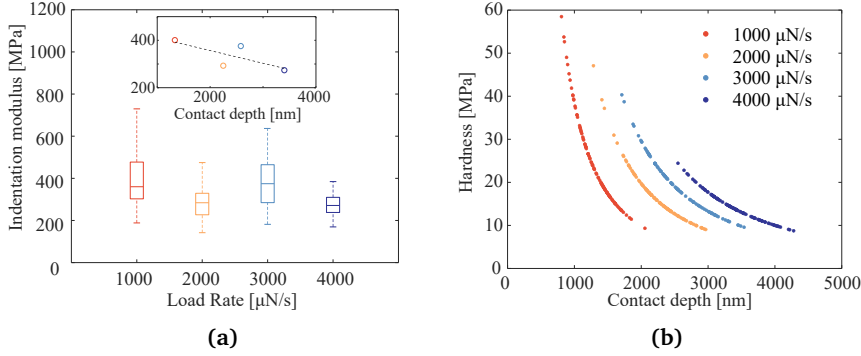 1200
1000
800
600
400
200
0
Indentation modulus [MPa]
400
200
2000
4000
Contact depth [nm]
1000
2000
3000
4000
Load Rate [μN/s]
(a)
60
50
40
30
20
10
0
Hardness [MPa]
1000 μN/s
2000 μN/s
3000 μN/s
4000 μN/s
0
1000
2000
3000
4000
5000
Contact depth [nm]
(b)